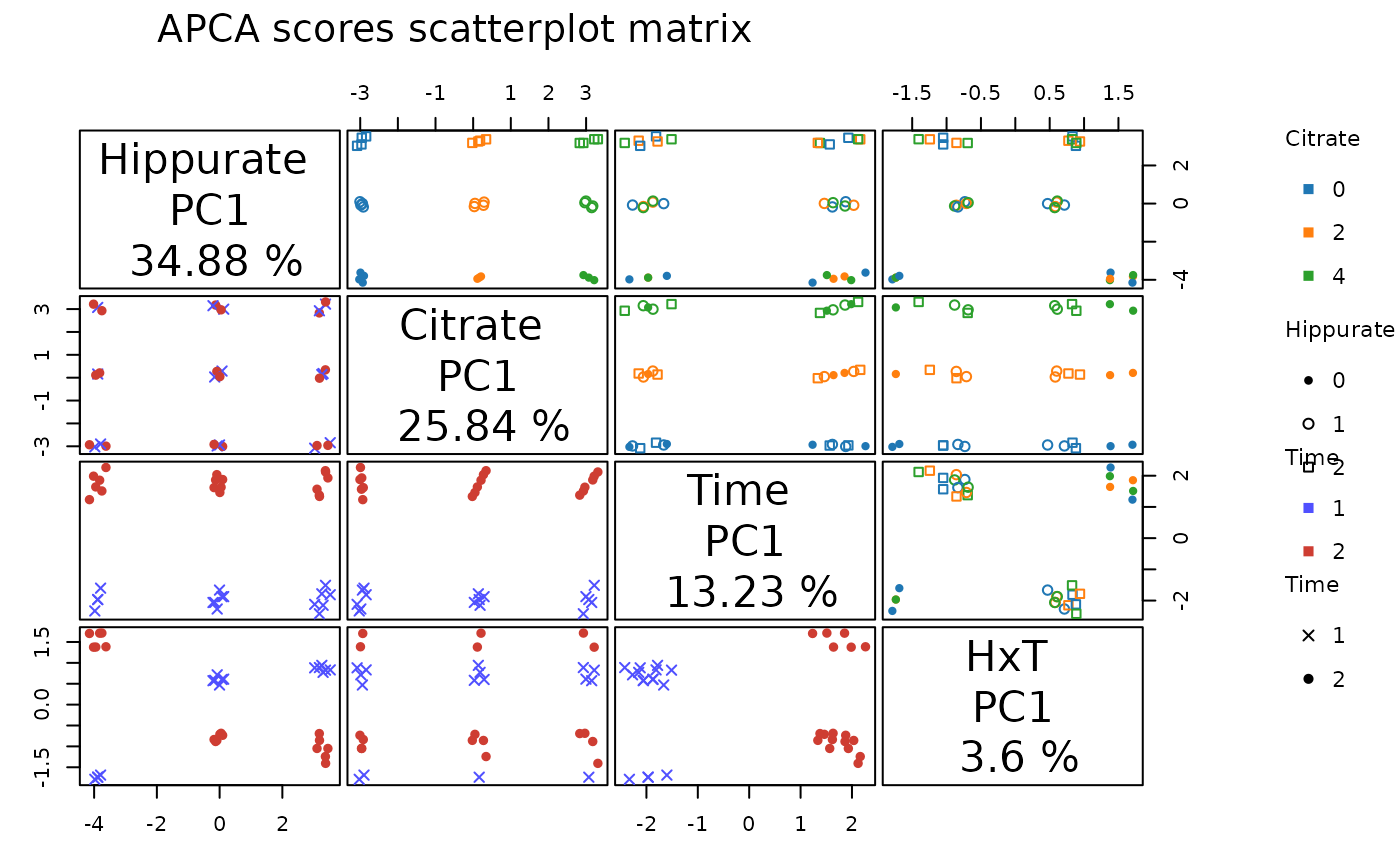 APCA scores scatterplot matrix
-3 -1 1 2 3
-1.5 -0.5 0.5 1.5
Hippurate
PC1
34.88 %
2
0
-4
Citrate
0
2
4
3
1
-1
-3
Citrate
PC1
25.84 %
Hippurate
0
1
2
Time
PC1
13.23 %
2
0
-2
Time
1
2
Time
1
2
1.5
0.0
-1.5
HxT
PC1
3.6 %
-4 -2 0 2
-2 -1 0 1 2